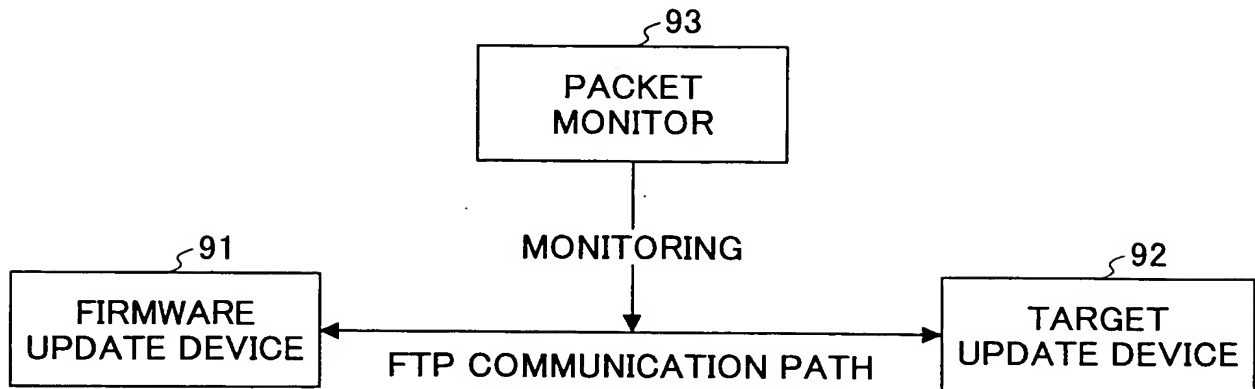 93
PACKET
MONITOR
MONITORING
91
FIRMWARE
UPDATE DEVICE
92
TARGET
UPDATE DEVICE
FTP COMMUNICATION PATH